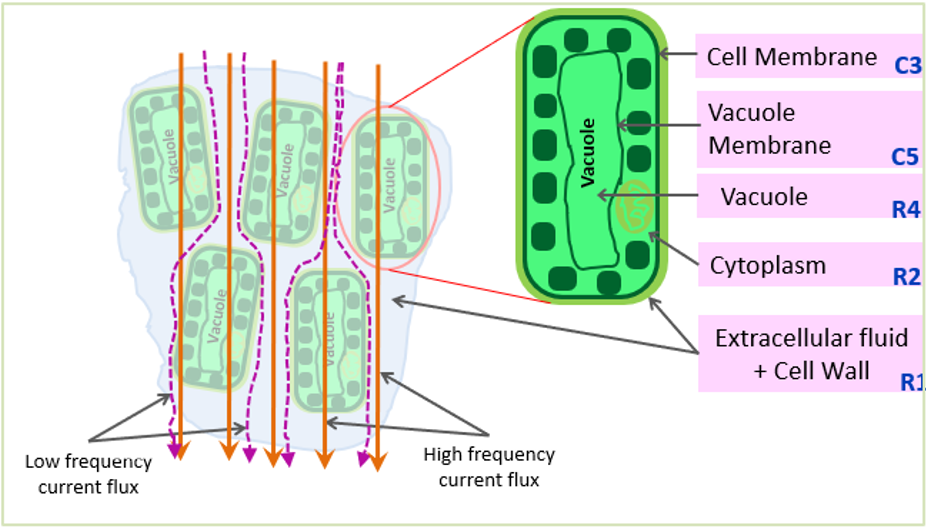 Cell Membrane C3
Vacuole
Membrane
C5
Vacuole
R4
Cytoplasm
R2
Extracellular fluid
+ Cell Wall
R1
Vacuole
Vacuole
Vacuole
Vacuole
Vacuole
Vacuole
Low frequency
current flux
High frequency
current flux